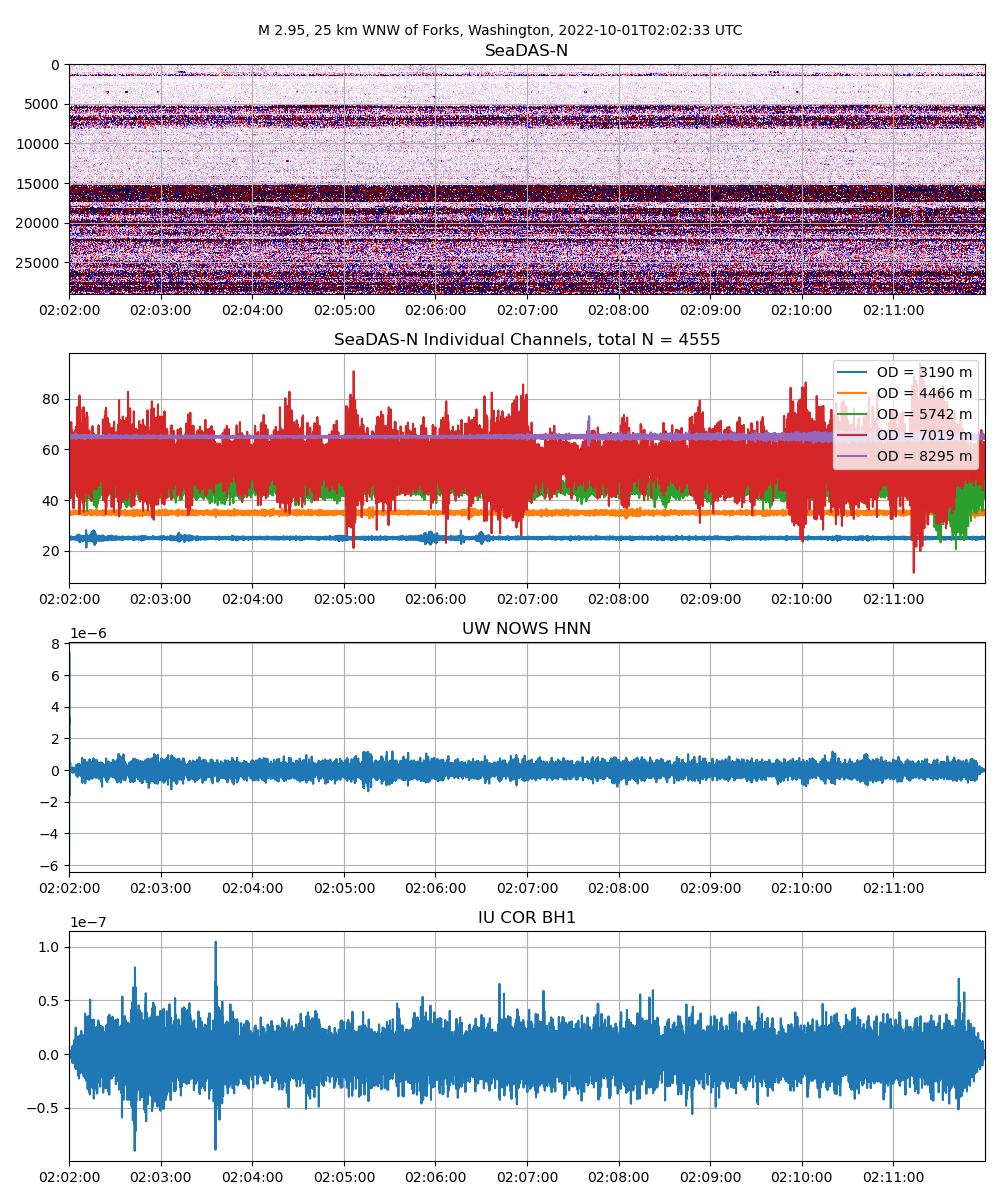 M 2.95, 25 km WNW of Forks, Washington, 2022-10-01T02:02:33 UTC
SeaDAS-N
0
5000
10000
15000
20000
25000
02:02:00 02:03:00 02:04:00 02:05:00 02:06:00 02:07:00 02:08:00 02:09:00 02:10:00 02:11:00
SeaDAS-N Individual Channels, total N = 4555
80
60
40
20
OD = 3190 m
OD = 4466 m
OD = 5742 m
OD = 7019 m
OD = 8295 m
02:02:00 02:03:00 02:04:00 02:05:00 02:06:00 02:07:00 02:08:00 02:09:00 02:10:00 02:11:00
UW NOWS HNN
1e−6
8
6
4
2
0
−2
−4
−6
02:02:00 02:03:00 02:04:00 02:05:00 02:06:00 02:07:00 02:08:00 02:09:00 02:10:00 02:11:00
IU COR BH1
1e−7
1.0
0.5
0.0
−0.5
02:02:00 02:03:00 02:04:00 02:05:00 02:06:00 02:07:00 02:08:00 02:09:00 02:10:00 02:11:00